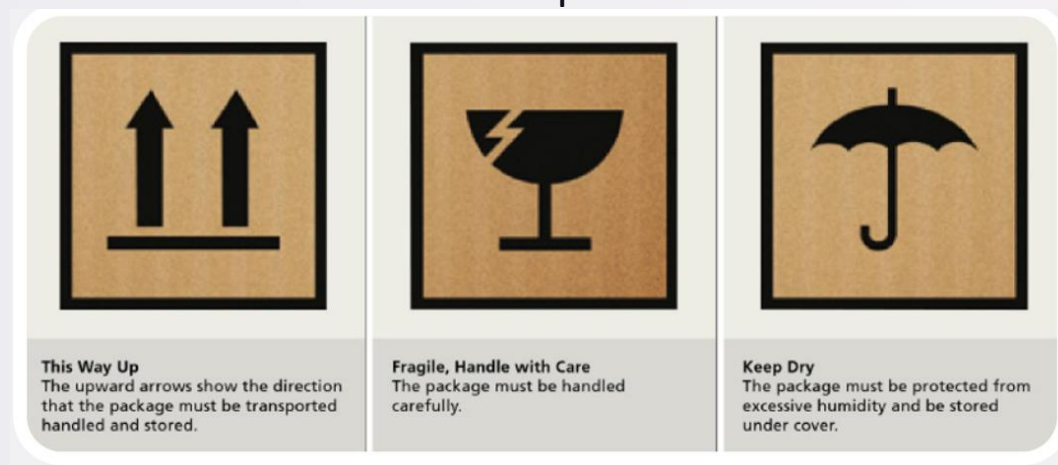 This Way Up
The upward arrows show the direction
that the package must be transported
handled and stored.
Fragile, Handle with Care
The package must be handled
carefully.
Keep Dry
The package must be protected from
excessive humidity and be stored
under cover.